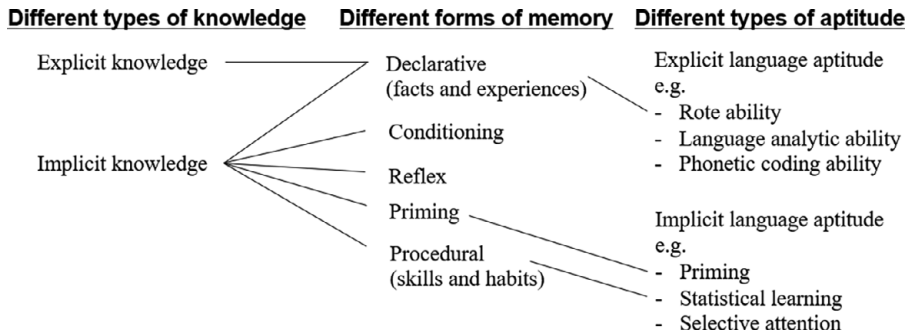 Different types of knowledge
Different forms of memory
Different types of aptitude
Explicit knowledge
Implicit knowledge
Declarative
(facts and experiences)
Conditioning
Reflex
Priming
Procedural
(skills and habits)
Explicit language aptitude
e.g.
- Rote ability
- Language analytic ability
- Phonetic coding ability
Implicit language aptitude
e.g.
- Priming
- Statistical learning
- Selective attention